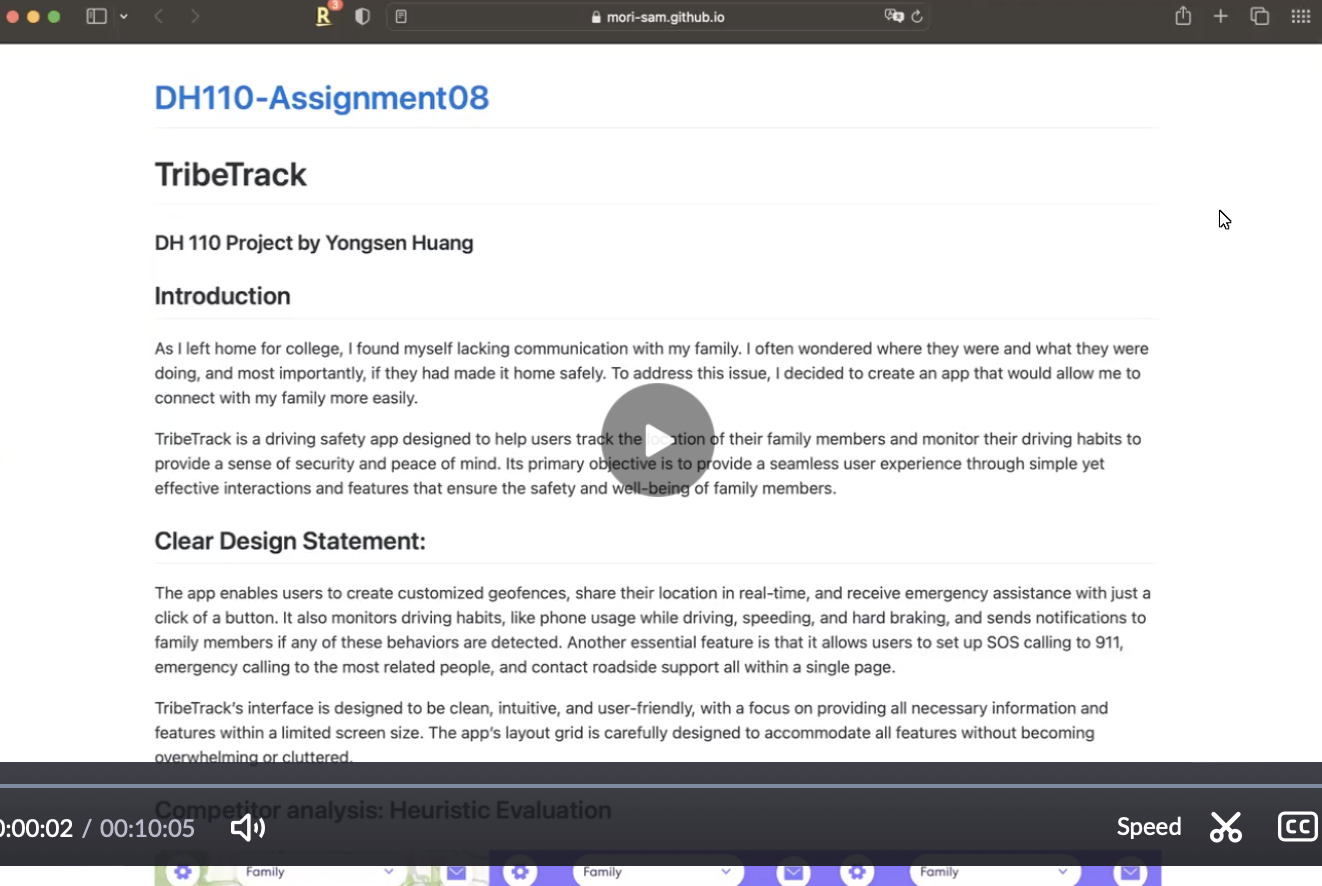 R
3
mori-sam.github.io
DH110-Assignment08
TribeTrack
DH 110 Project by Yongsen Huang
Introduction
As I left home for college, I found myself lacking communication with my family. I often wondered where they were and what they were
doing, and most importantly, if they had made it home safely. To address this issue, I decided to create an app that would allow me to
connect with my family more easily.
TribeTrack is a driving safety app designed to help users track the location of their family members and monitor their driving habits to
provide a sense of security and peace of mind. Its primary objective is to provide a seamless user experience through simple yet
effective interactions and features that ensure the safety and well-being of family members.
Clear Design Statement:
The app enables users to create customized geofences, share their location in real-time, and receive emergency assistance with just a
click of a button. It also monitors driving habits, like phone usage while driving, speeding, and hard braking, and sends notifications to
family members if any of these behaviors are detected. Another essential feature is that it allows users to set up SOS calling to 911,
emergency calling to the most related people, and contact roadside support all within a single page.
TribeTrack's interface is designed to be clean, intuitive, and user-friendly, with a focus on providing all necessary information and
features within a limited screen size. The app's layout grid is carefully designed to accommodate all features without becoming
overwhelming or cluttered.
Competitor analysis: Heuristic Evaluation
0:00:02 / 00:10:05
Speed
CC
Family
Family
Family